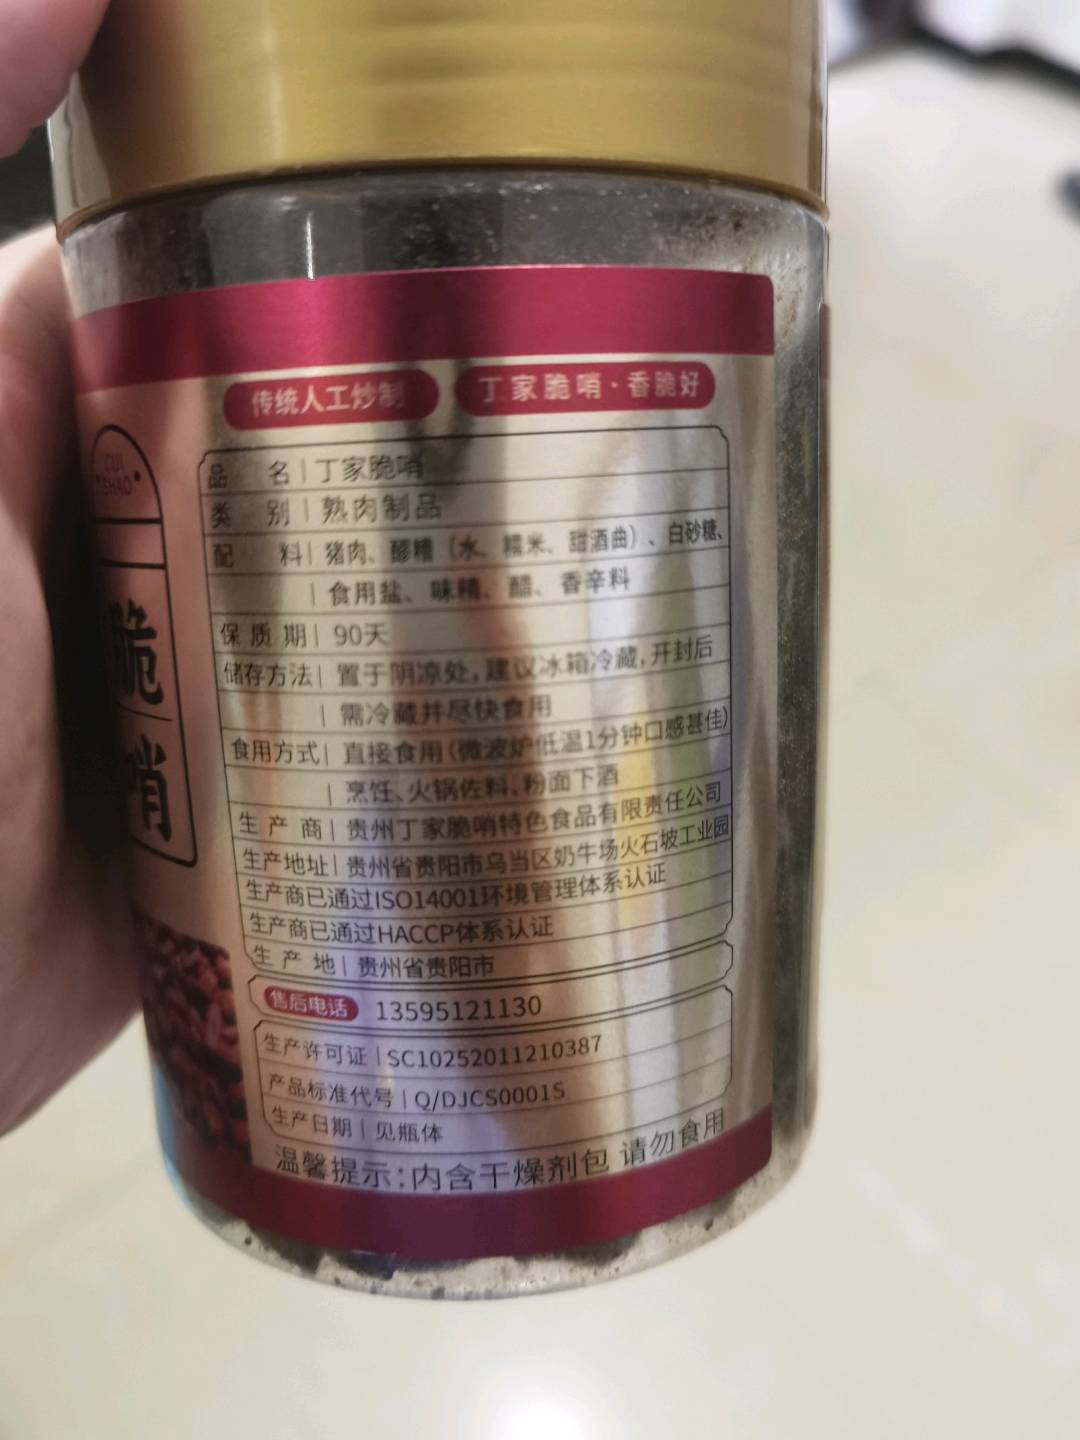 传统人工炒制
丁家脆哨·香脆好
CUI
SHAO
脆
哨
品 名 丁家脆哨
类 别 熟肉制品
配 料 猪肉、醪糟（水、糯米、甜酒曲）、白砂糖、
食用盐、味精、醋、香辛料
保质期 90天
储存方法 置于阴凉处,建议冰箱冷藏,开封后
需冷藏并尽快食用
食用方式 直接食用(微波炉低温1分钟口感甚佳)
烹饪、火锅佐料、粉面下酒
生产商 贵州丁家脆哨特色食品有限责任公司
生产地址 贵州省贵阳市乌当区奶牛场火石坡工业园
生产商已通过ISO14001环境管理体系认证
生产商已通过HACCP体系认证
生产地 贵州省贵阳市
售后电话 13595121130
生产许可证 SC10252011210387
产品标准代号 Q/DJCS0001S
生产日期 见瓶体
温馨提示:内含干燥剂包 请勿食用